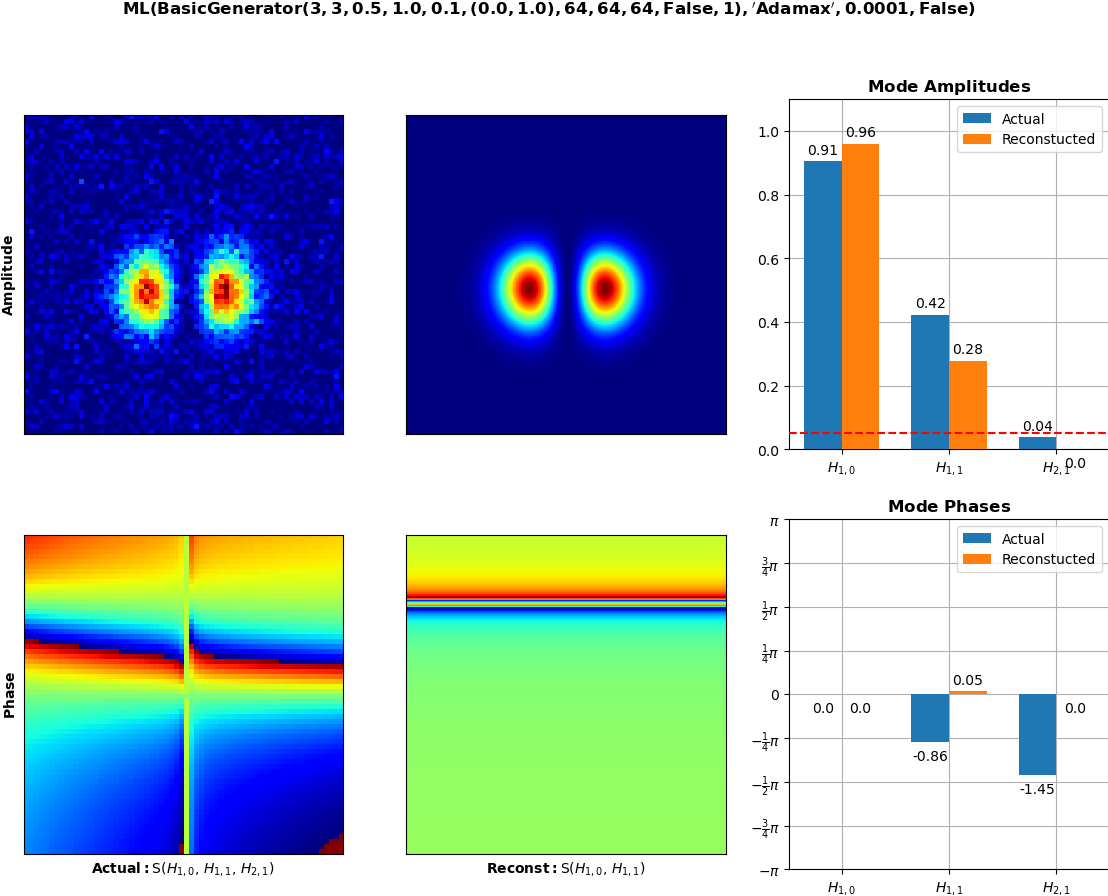 ML(BasicGenerator(3, 3, 0.5, 1.0, 0.1, (0.0, 1.0), 64, 64, 64, False, 1), ′Adamax′, 0.0001, False)
Amplitude
Mode Amplitudes
Actual
Reconstucted
1.0
0.8
0.6
0.4
0.2
0.0
0.91
0.96
0.42
0.28
0.04
0.0
H1, 0
H1, 1
H2, 1
Phase
Actual: S(H1, 0, H1, 1, H2, 1)
Reconst: S(H1, 0, H1, 1)
Mode Phases
Actual
Reconstucted
π
3/4π
1/2π
1/4π
0
−1/4π
−1/2π
−3/4π
−π
0.0
0.0
-0.86
0.05
-1.45
0.0
H1, 0
H1, 1
H2, 1